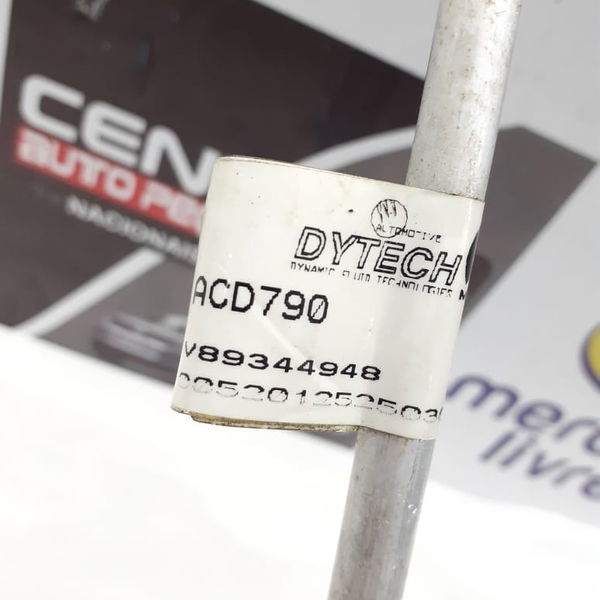 CEN
AUTO PE
NACIONAI
AUTOMOTIVE
DYTECH
DYNAMIC FLUID TECHNOLOGIES
ACD790
V89344948
merc
livre